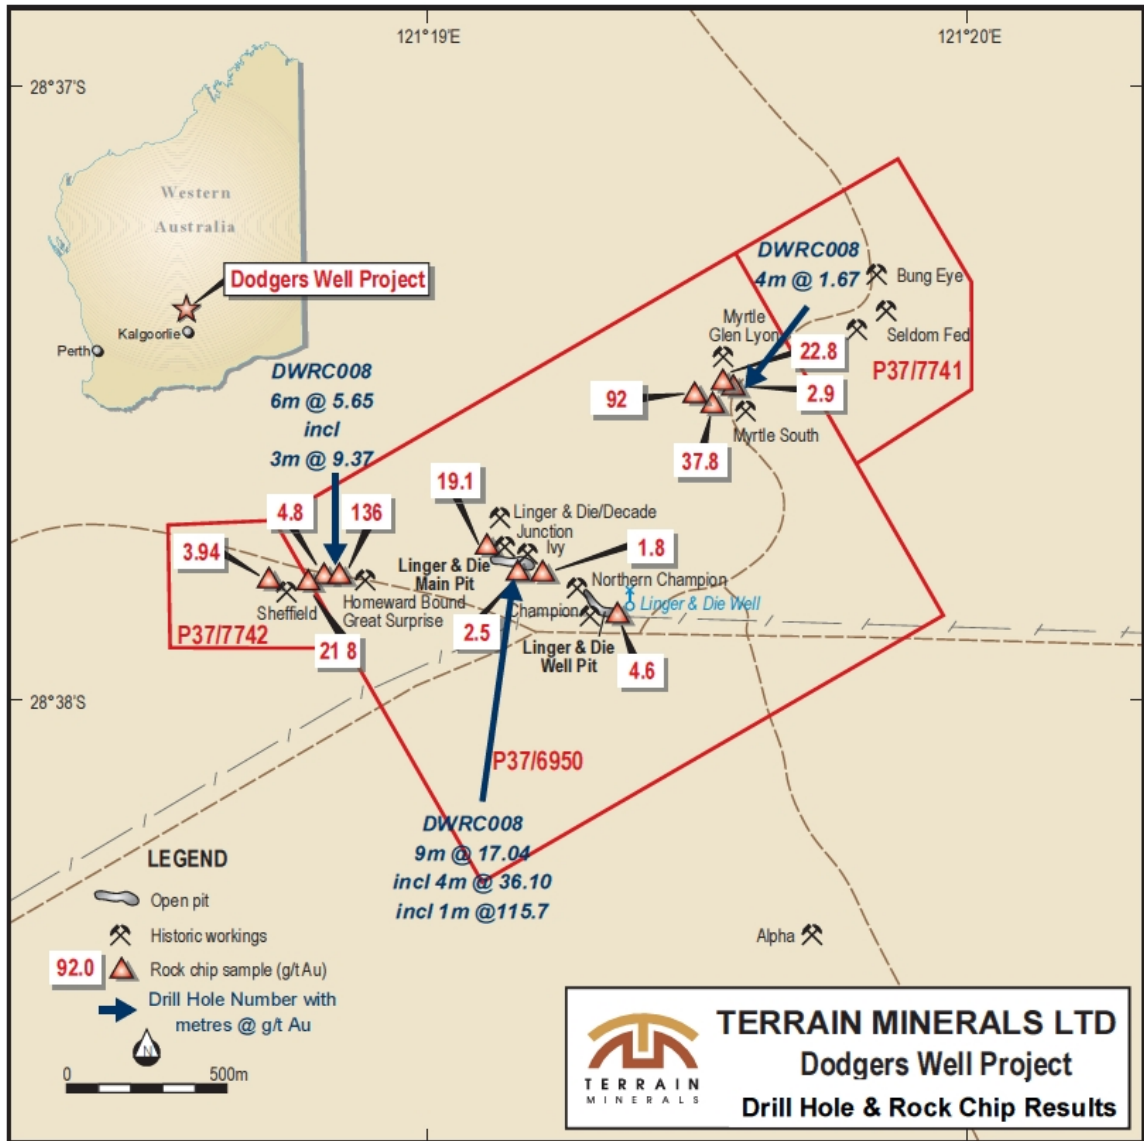 121°19'E
121°20'E
28°37'S
Western
Australia
Dodgers Well Project
Kalgoorlie
Perth
DWRC008
4m @ 1.67
Bung Eye
Seldom Fed
P37/7741
Myrtle
Glen Lyon
22.8
2.9
92
37.8
Myrtle South
DWRC008
6m @ 5.65
incl
3m @ 9.37
19.1
4.8
136
3.94
Linger & Die/Decade
Junction
Ivy
1.8
Linger & Die
Main Pit
Northern Champion
Linger & Die Well
Champion
Sheffield
Homeward Bound
Great Surprise
2.5
P37/7742
21 8
Linger & Die
Well Pit
4.6
28°38'S
P37/6950
DWRC008
9m @ 17.04
incl 4m @ 36.10
incl 1m @115.7
LEGEND
Open pit
Historic workings
92.0
Rock chip sample (g/t Au)
Drill Hole Number with
metres @ g/t Au
N
0 500m
Alpha
TERRAIN
MINERALS
TERRAIN MINERALS LTD
Dodgers Well Project
Drill Hole & Rock Chip Results